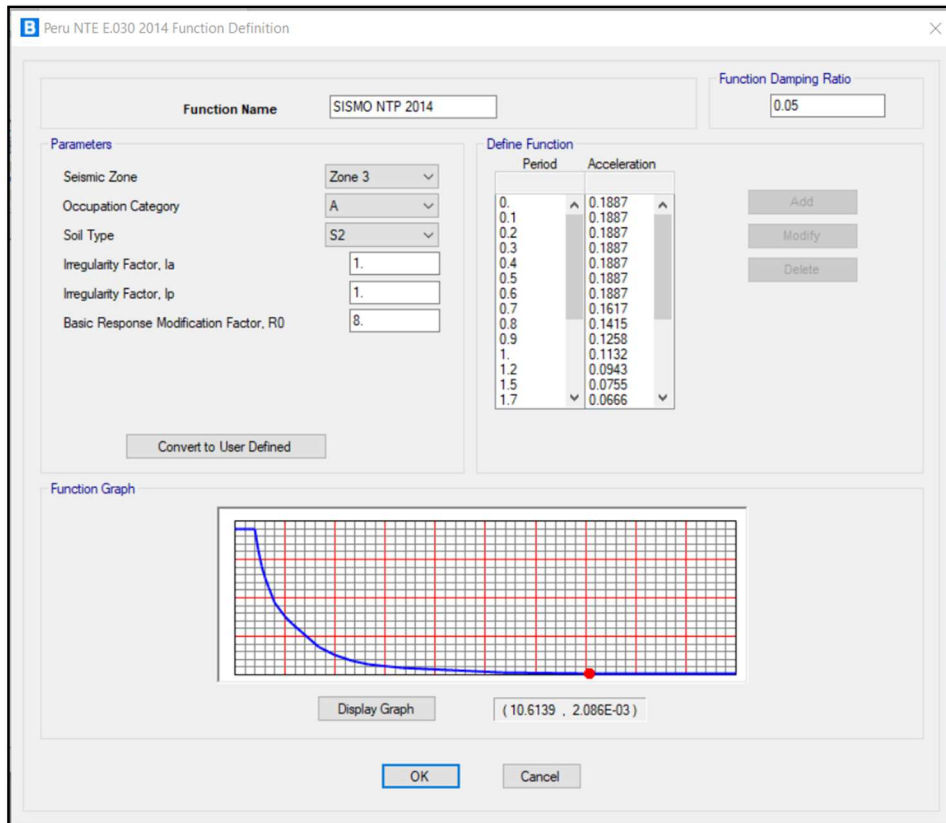 B Peru NTE E.030 2014 Function Definition
Function Name SISMO NTP 2014
Function Damping Ratio
0.05
Parameters
Seismic Zone Zone 3
Occupation Category A
Soil Type S2
Irregularity Factor, Ia 1.
Irregularity Factor, Ip 1.
Basic Response Modification Factor, R0 8.
Convert to User Defined
Define Function
Period Acceleration
0. 0.1887
0.1 0.1887
0.2 0.1887
0.3 0.1887
0.4 0.1887
0.5 0.1887
0.6 0.1887
0.7 0.1617
0.8 0.1415
0.9 0.1258
1. 0.1132
1.2 0.0943
1.5 0.0755
1.7 0.0666
Add
Modify
Delete
Function Graph
Display Graph ( 10.6139 , 2.086E-03 )
OK Cancel